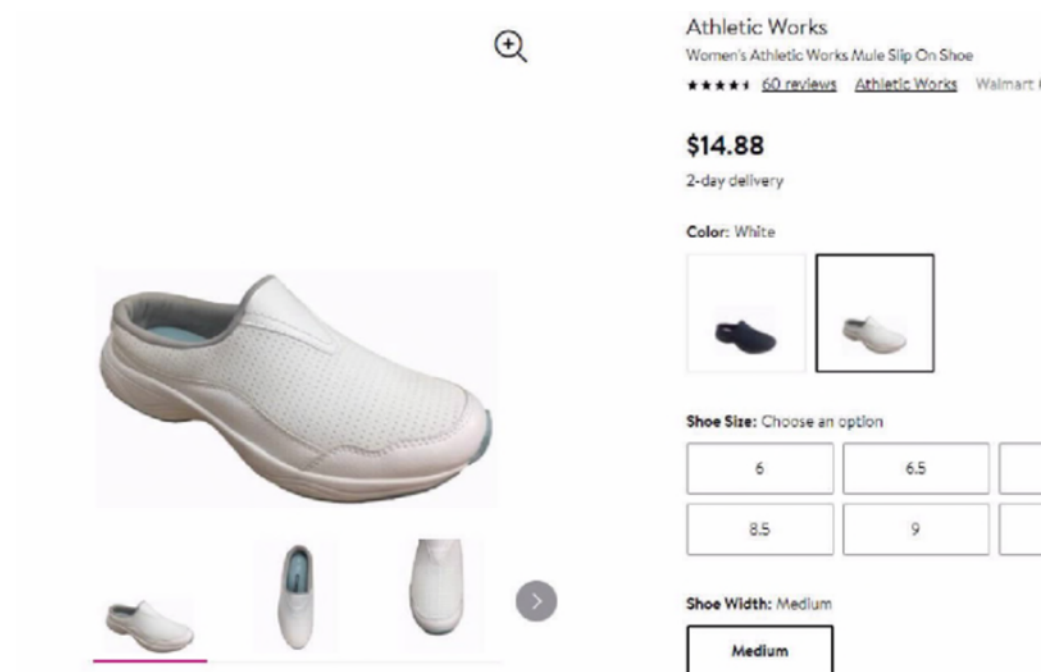 Athletic Works
Women's Athletic Works Mule Slip On Shoe
60 reviews Athletic Works Walmart
$14.88
2-day delivery
Color: White
Shoe Size: Choose an option
6 6.5
8.5 9
Shoe Width: Medium
Medium